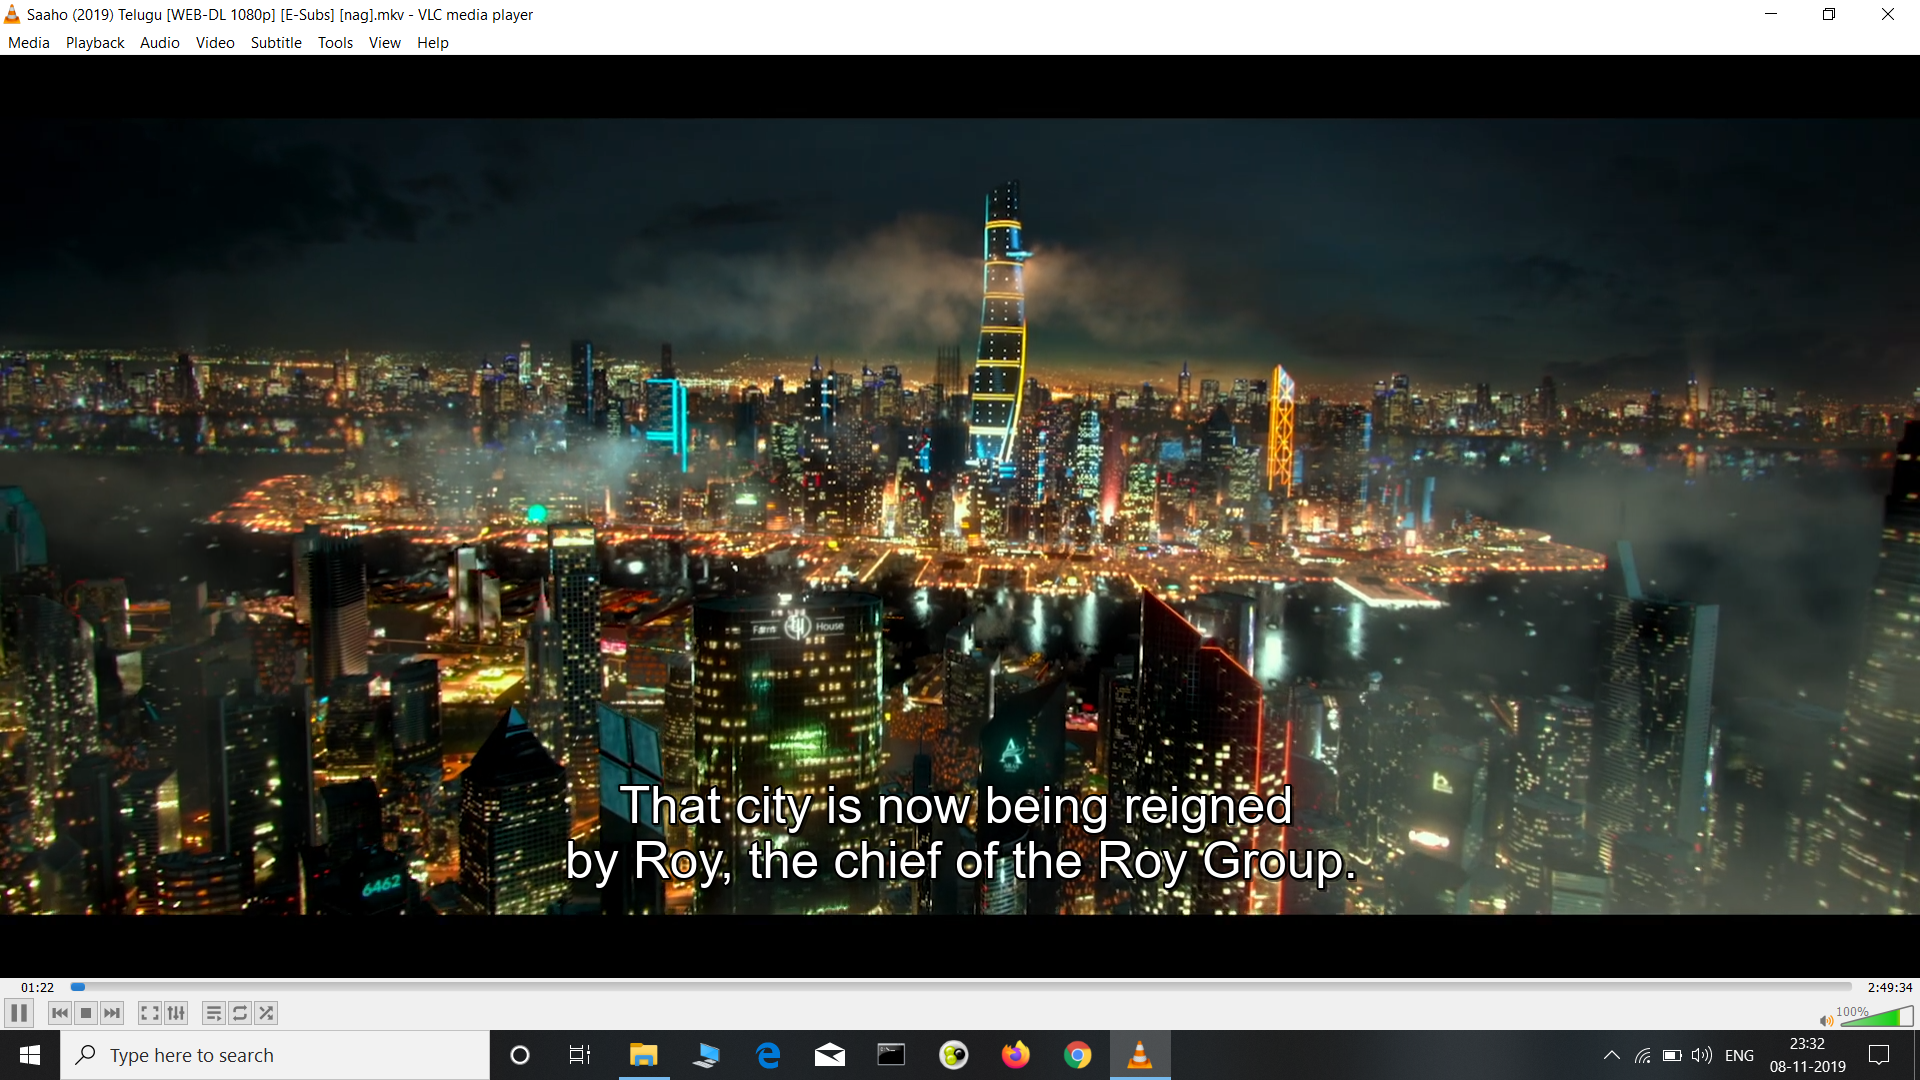 Saaho (2019) Telugu [WEB-DL 1080p] [E-Subs] [nag].mkv - VLC media player
Media Playback Audio Video Subtitle Tools View Help
Farm House
A
6462
That city is now being reigned
by Roy, the chief of the Roy Group.
01:22 2:49:34
100%
Type here to search
ENG
23:32
08-11-2019